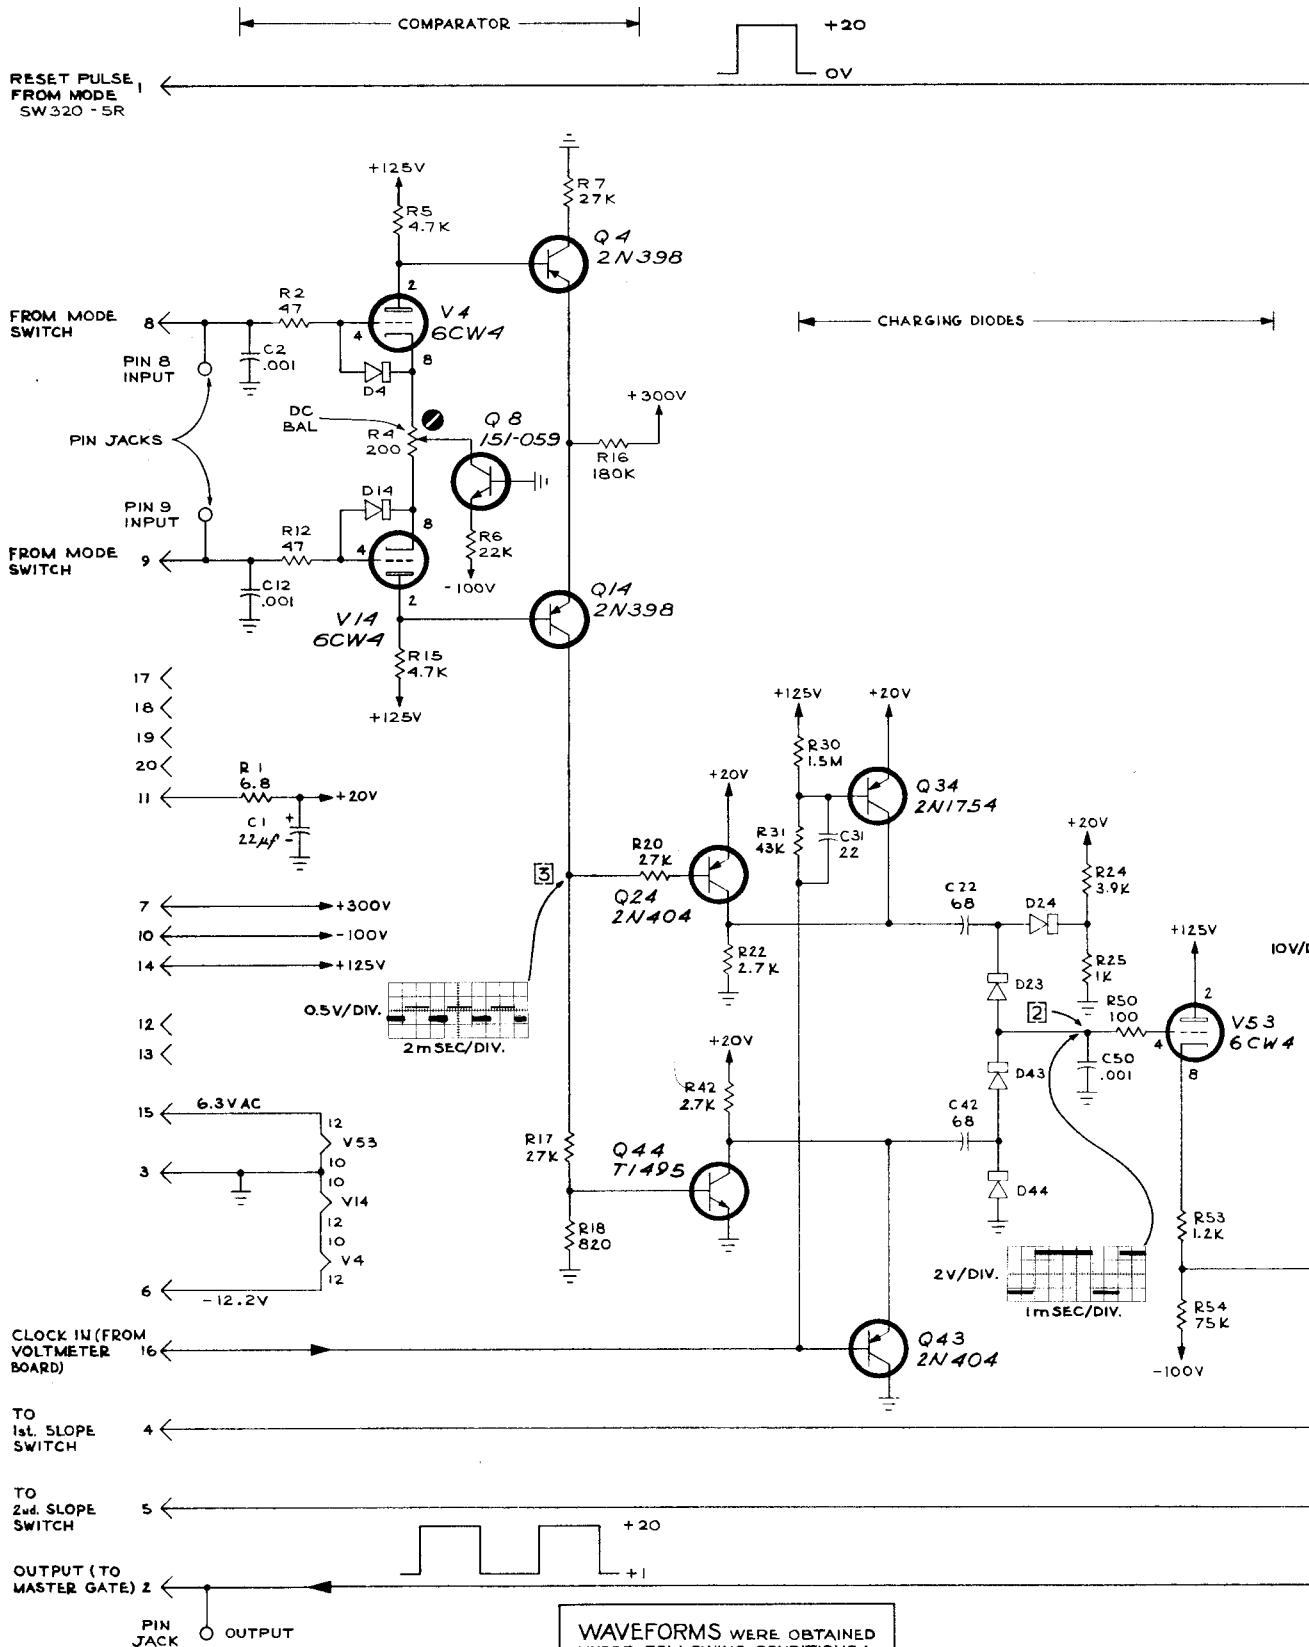 COMPARATOR
+20
0V
RESET PULSE 1
FROM MODE
SW320-5R
+125V
R7
27K
R5
4.7K
Q4
2N398
2
R2
47
V4
6CW4
FROM MODE 8
SWITCH
4
CHARGING DIODES
C2
.001
PIN 8
INPUT
8
D4
DC
BAL
+300V
Q8
151-059
PIN JACKS
R4
200
R16
180K
D14
PIN 9
INPUT
8
R12
47
R6
22K
4
FROM MODE 9
SWITCH
-100V
C12
.001
2
Q14
2N398
V14
6CW4
R15
4.7K
17
18
+125V
+125V
+20V
19
R30
1.5M
20
R1
6.8
+20V
Q34
2N1754
11
+20V
C1
22µf
+
-
R31
43K
C31
22
+20V
R20
27K
3
R24
3.9K
C22
68
D24
Q24
2N404
7 +300V
10 -100V
+125V
14 +125V
R22
2.7K
R25
1K
10V/D
D23
2
0.5V/DIV.
R50
100
2
12
V53
6CW4
+20V
4
2mSEC/DIV.
13
C50
.001
D43
8
R42
2.7K
15 6.3VAC
C42
68
12
V53
R17
27K
Q44
T1495
10
3
10
V14
D44
12
R18
820
R53
1.2K
10
V4
2V/DIV.
12
6 -12.2V
R54
75K
1mSEC/DIV.
CLOCK IN (FROM
VOLTMETER 16
BOARD)
Q43
2N404
-100V
TO
1st. SLOPE 4
SWITCH
TO
2nd. SLOPE 5
SWITCH
+20
+1
OUTPUT (TO
MASTER GATE) 2
PIN
JACK
OUTPUT
WAVEFORMS WERE OBTAINED